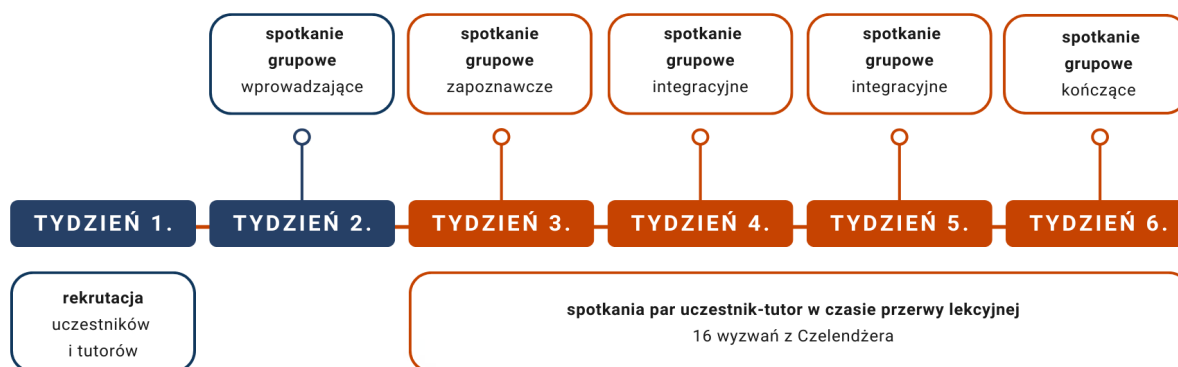 spotkanie
grupowe
wprowadzające
spotkanie
grupowe
zapoznawcze
spotkanie
grupowe
integracyjne
spotkanie
grupowe
integracyjne
spotkanie
grupowe
kończące
TYDZIEŃ 1.
TYDZIEŃ 2.
TYDZIEŃ 3.
TYDZIEŃ 4.
TYDZIEŃ 5.
TYDZIEŃ 6.
rekrutacja
uczestników
i tutorów
spotkania par uczestnik-tutor w czasie przerwy lekcyjnej
16 wyzwań z Czelendżera